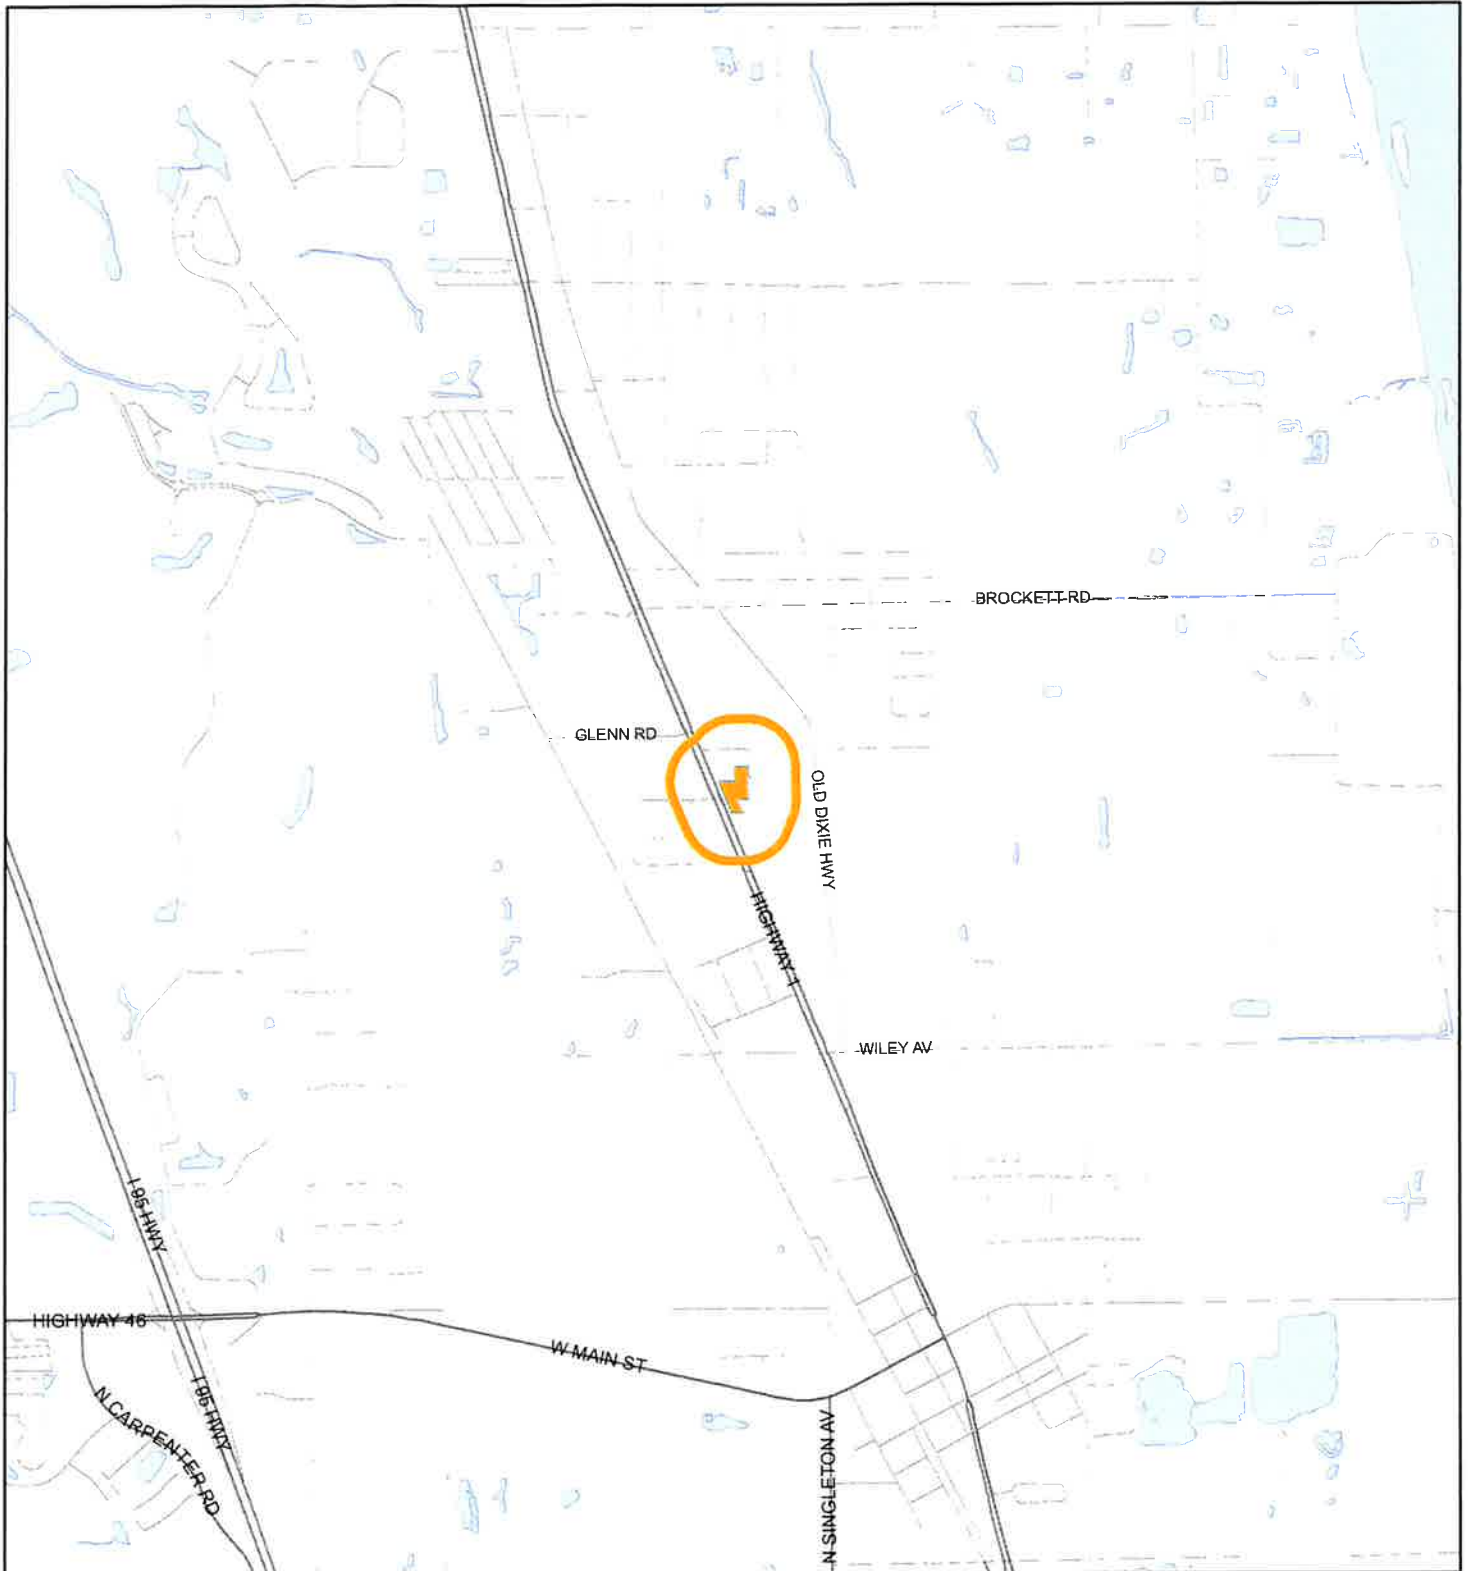 BROCKETT RD
GLENN RD
OLD DIXIE HWY
HIGHWAY 1
WILEY AV
I 95 HWY
HIGHWAY 46
W MAIN ST
I 95 HWY
N CARPENTER RD
N SINGLETON AV